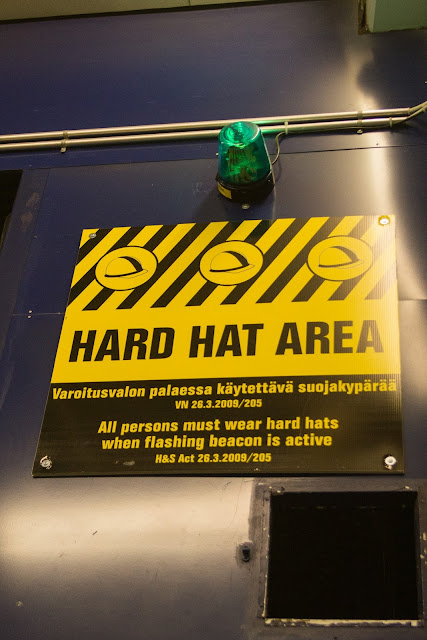 HARD HAT AREA
Varoitusvalon palaessa käytettävä suojakypärää
VN 26.3.2009/205
All persons must wear hard hats
when flashing beacon is active
H&S Act 26.3.2009/205